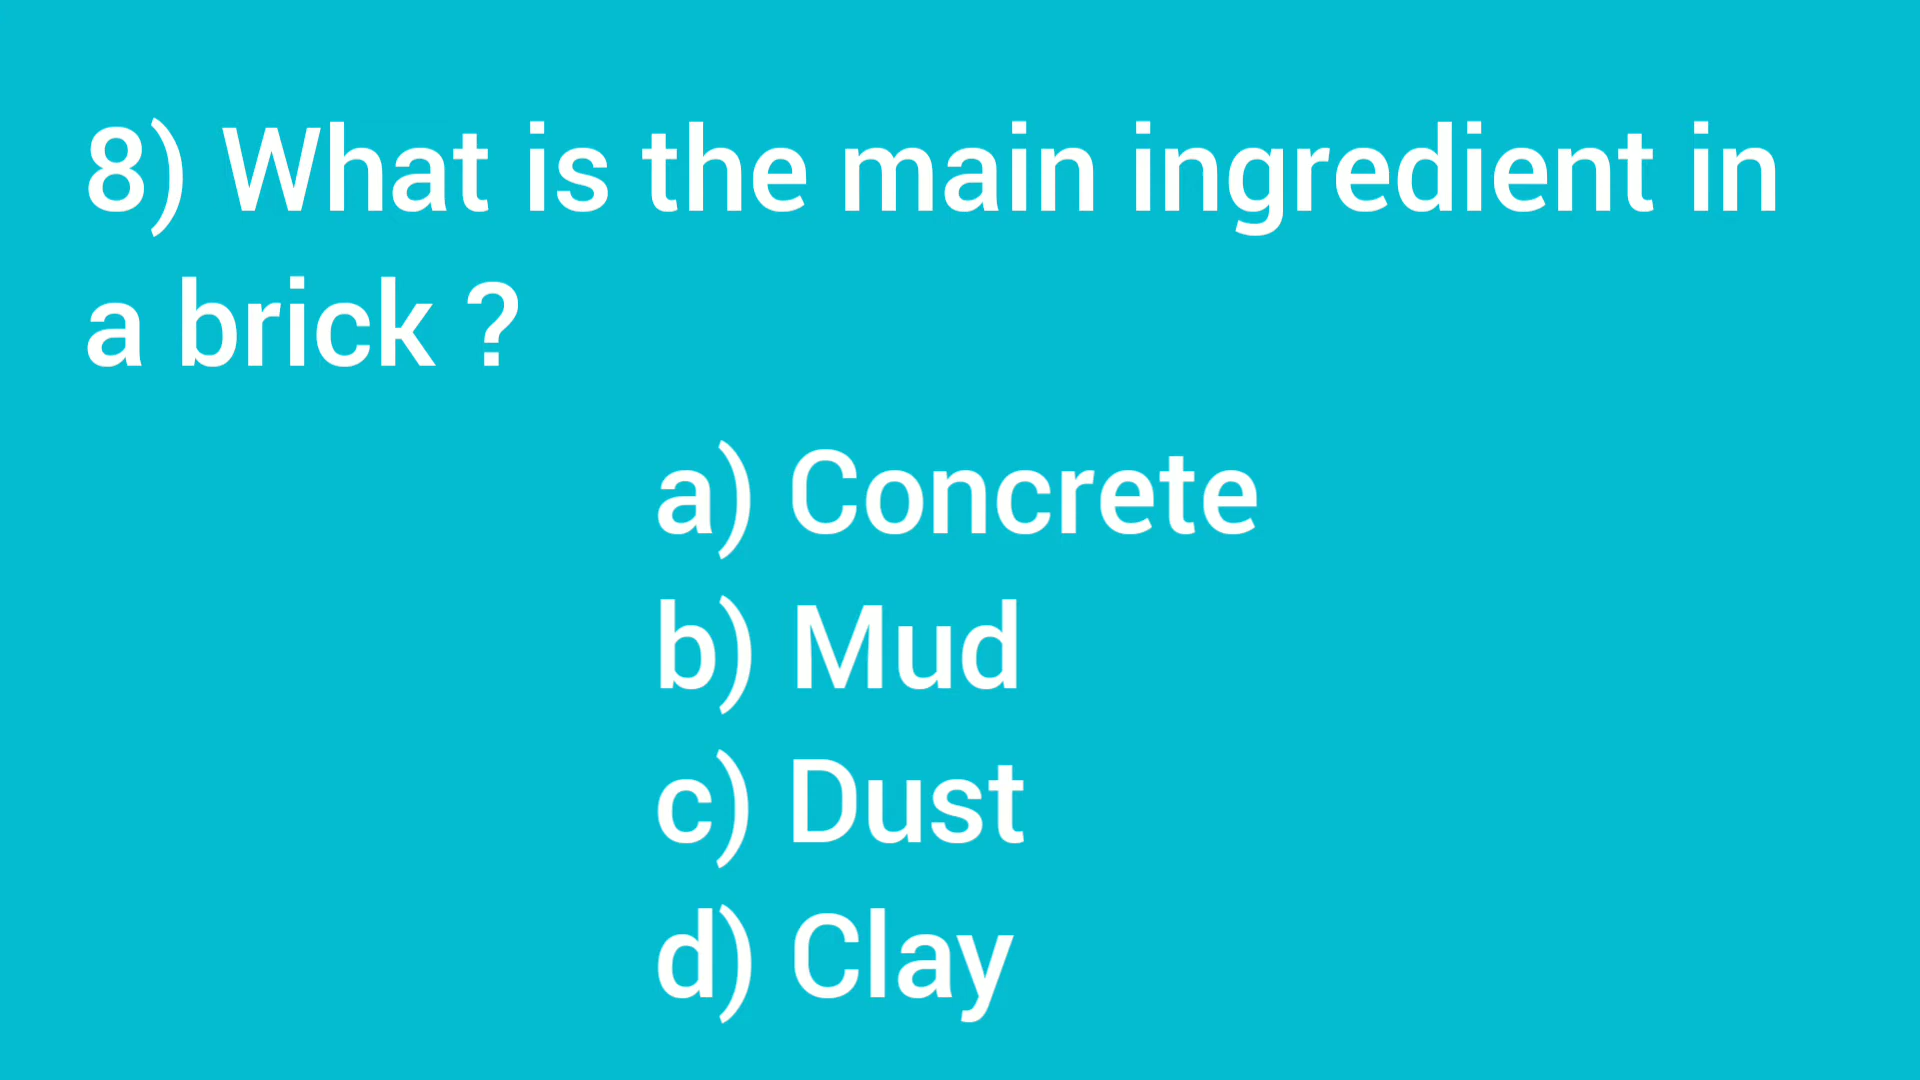 8) What is the main ingredient in
a brick ?
a) Concrete
b) Mud
c) Dust
d) Clay